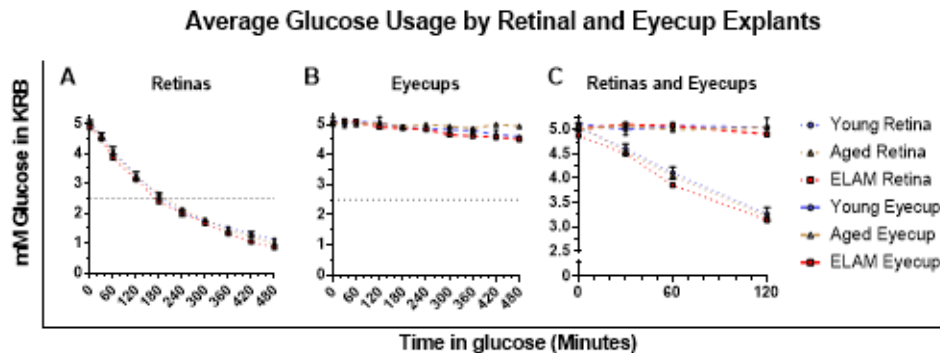 Average Glucose Usage by Retinal and Eyecup Explants
A
Retinas
B
Eyecups
C
Retinas and Eyecups
mM Glucose in KRB
5
4
3
2
1
0
0
60
120
180
240
300
360
420
480
5
4
3
2
1
0
0
60
120
180
240
300
360
420
480
5.0
4.5
4.0
3.5
3.0
2.5
0
0
60
120
Young Retina
Aged Retina
ELAM Retina
Young Eyecup
Aged Eyecup
ELAM Eyecup
Time in glucose (Minutes)